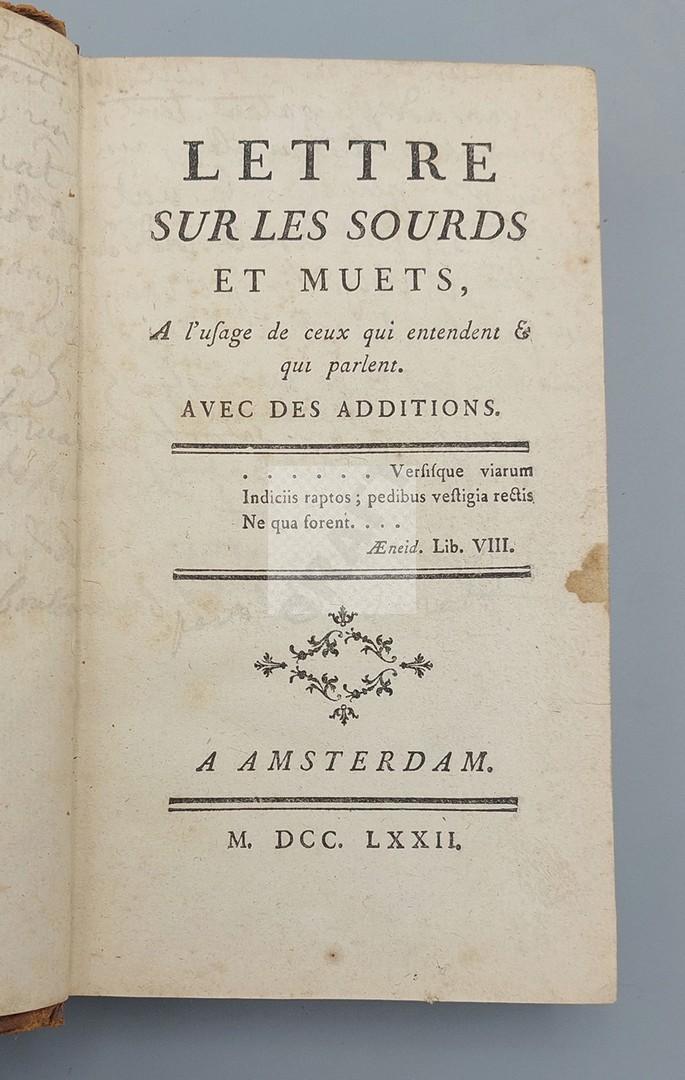 LETTRE
SUR LES SOURDS
ET MUETS,
A l'uſage de ceux qui entendent &
qui parlent.
AVEC DES ADDITIONS.
. . . . . . Verſiſque viarum
Indiciis raptos ; pedibus veſtigia rectis
Ne qua forent. . . .
Æneid. Lib. VIII.
A AMSTERDAM.
M. DCC. LXXII.